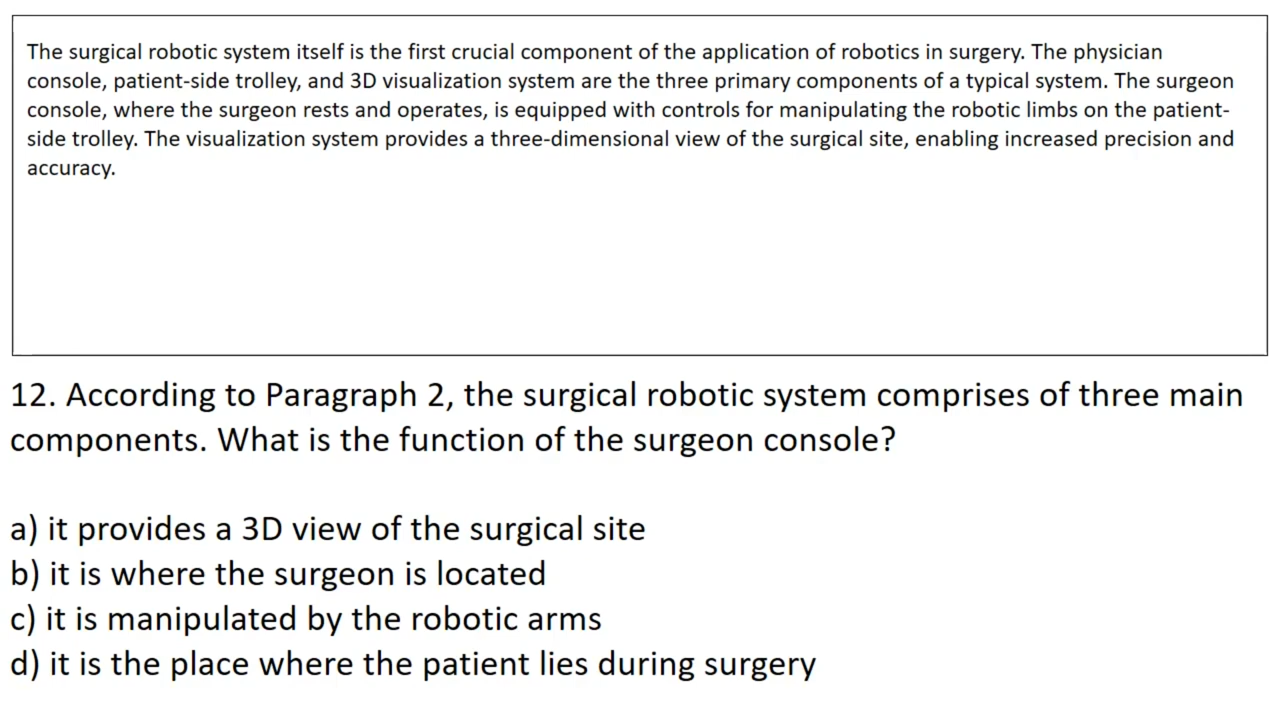 The surgical robotic system itself is the first crucial component of the application of robotics in surgery. The physician
console, patient-side trolley, and 3D visualization system are the three primary components of a typical system. The surgeon
console, where the surgeon rests and operates, is equipped with controls for manipulating the robotic limbs on the patient-
side trolley. The visualization system provides a three-dimensional view of the surgical site, enabling increased precision and
accuracy.
12. According to Paragraph 2, the surgical robotic system comprises of three main
components. What is the function of the surgeon console?
a) it provides a 3D view of the surgical site
b) it is where the surgeon is located
c) it is manipulated by the robotic arms
d) it is the place where the patient lies during surgery